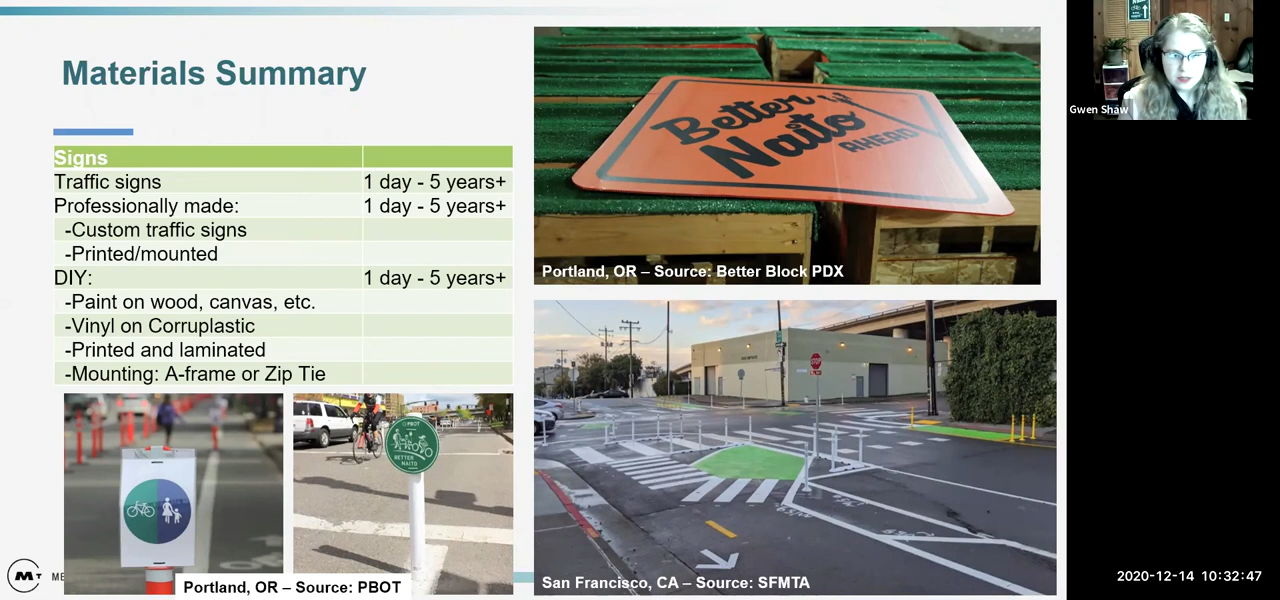 Materials Summary
Signs
Traffic signs 1 day - 5 years+
Professionally made: 1 day - 5 years+
-Custom traffic signs
-Printed/mounted
DIY: 1 day - 5 years+
-Paint on wood, canvas, etc.
-Vinyl on Corruplastic
-Printed and laminated
-Mounting: A-frame or Zip Tie
Better
Naito
AHEAD
Portland, OR – Source: Better Block PDX
PBOT
BETTER
NAITO
STOP
Portland, OR – Source: PBOT
San Francisco, CA – Source: SFMTA
Gwen Shaw
2020-12-14 10:32:47